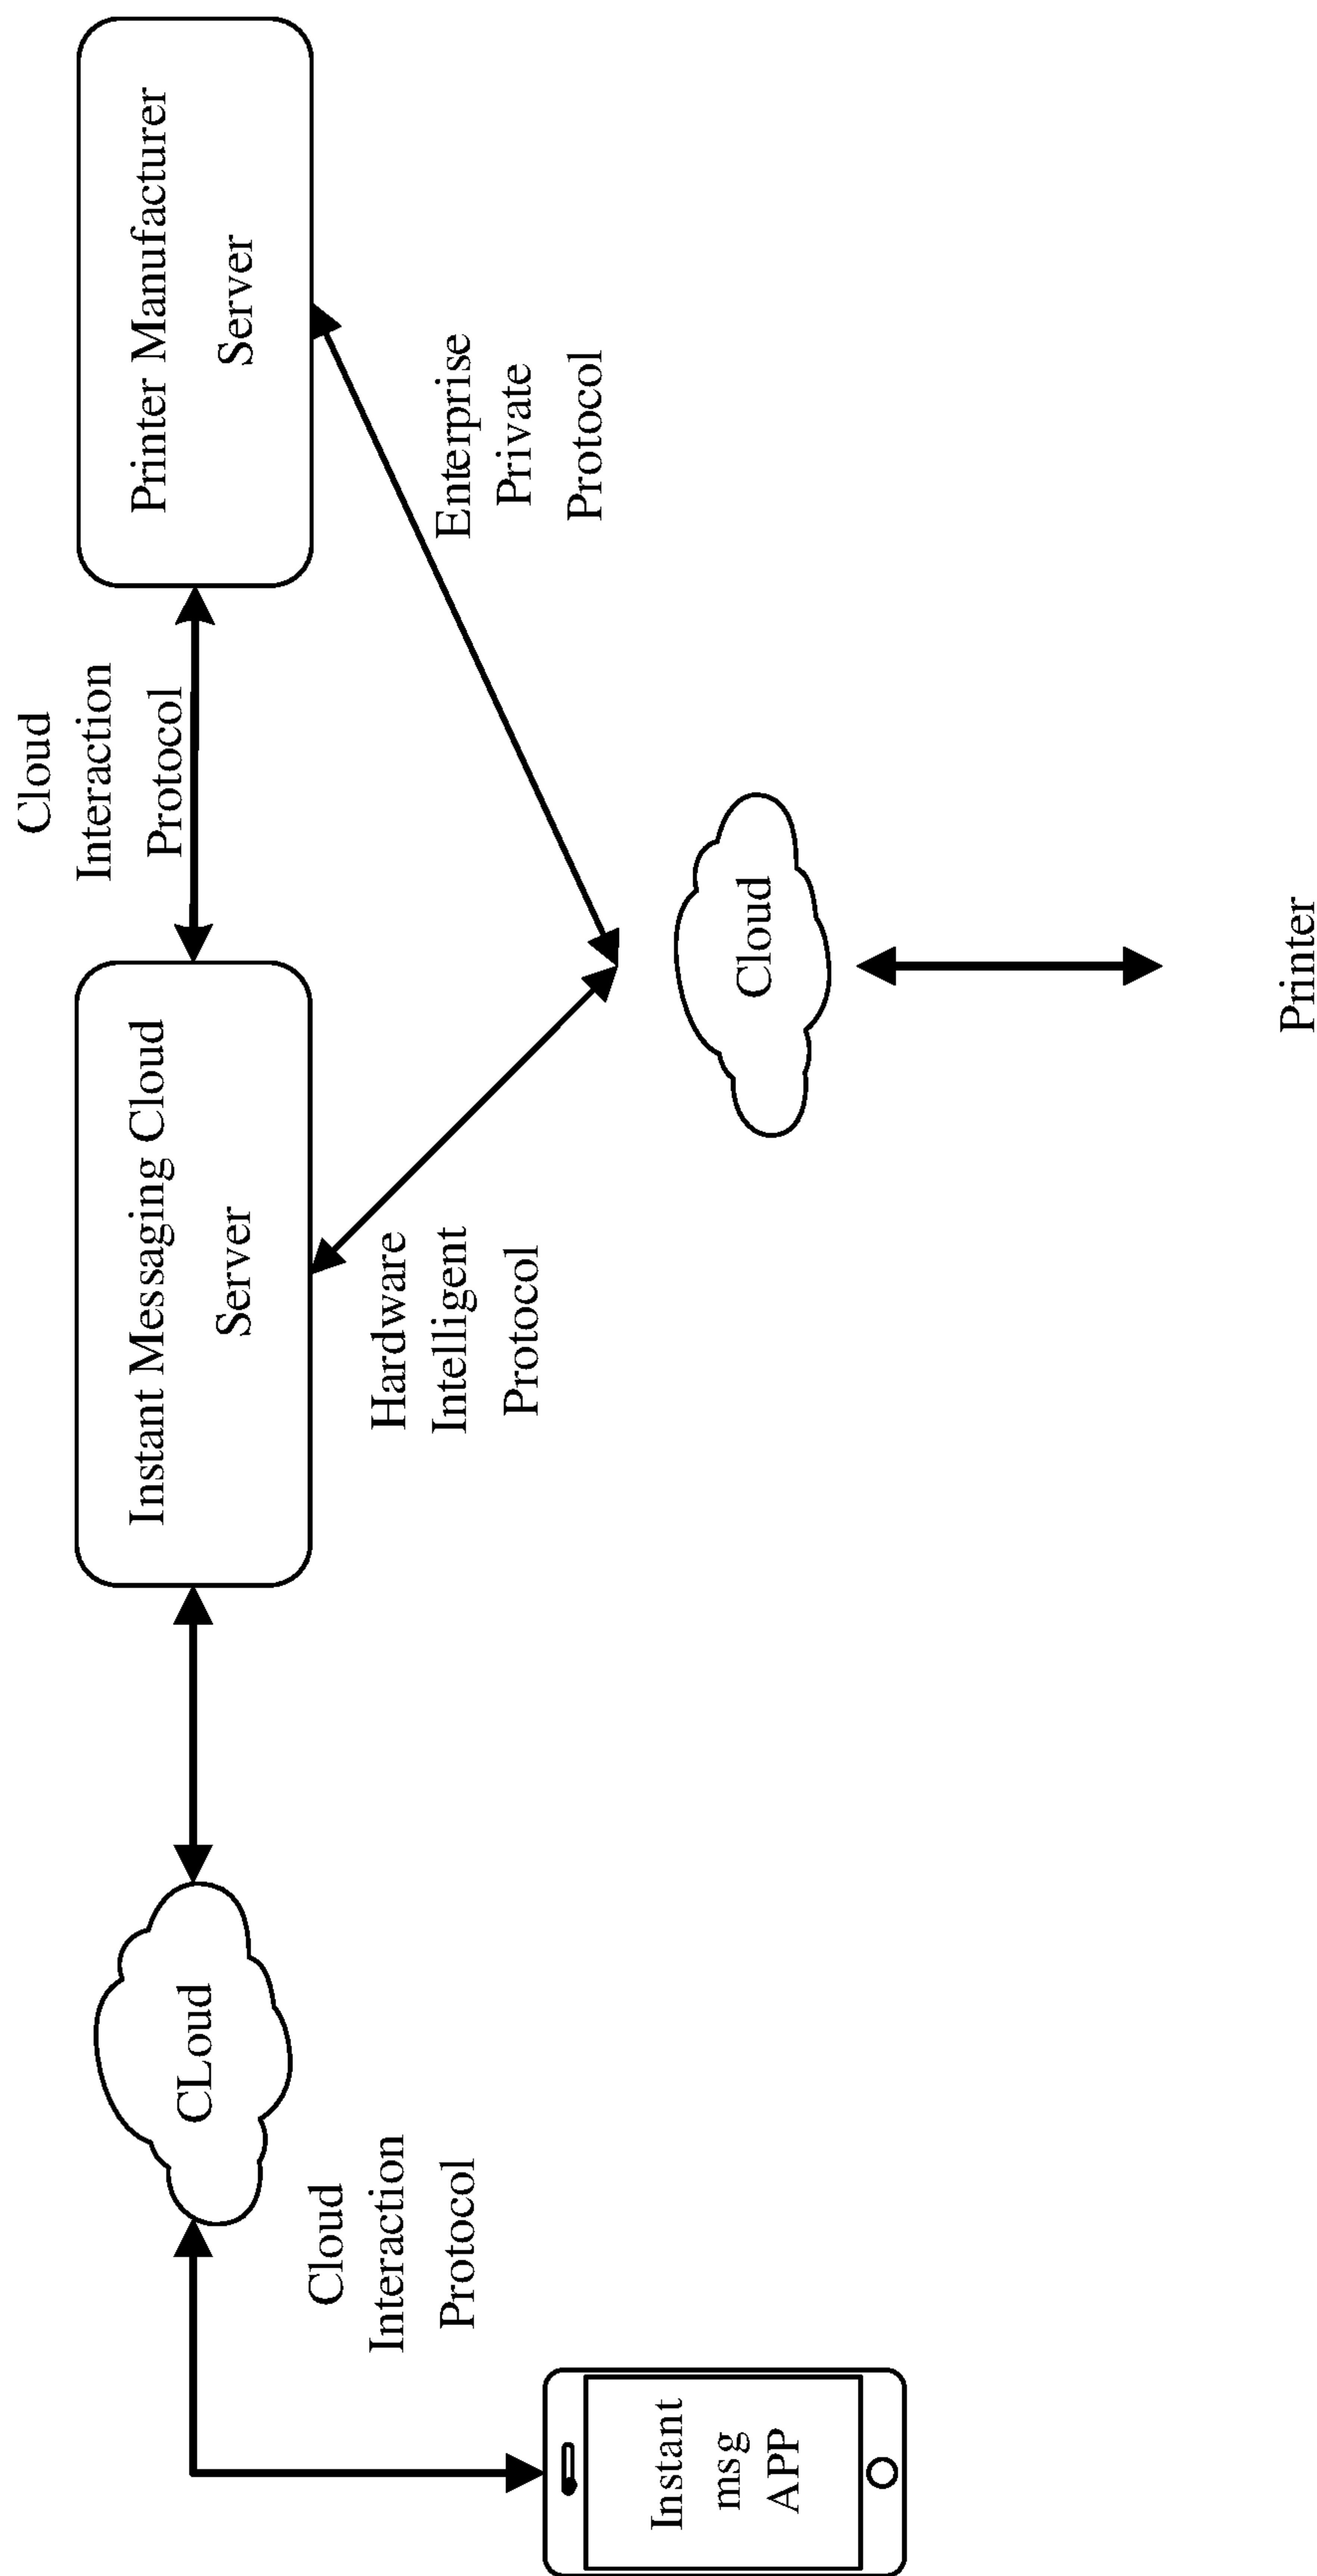 Cloud
Interaction
Protocol
Instant Messaging Cloud
Server
Printer Manufacturer
Server
CLoud
Cloud
Interaction
Protocol
Hardware
Intelligent
Protocol
Enterprise
Private
Protocol
Instant
msg
APP
Cloud
Printer